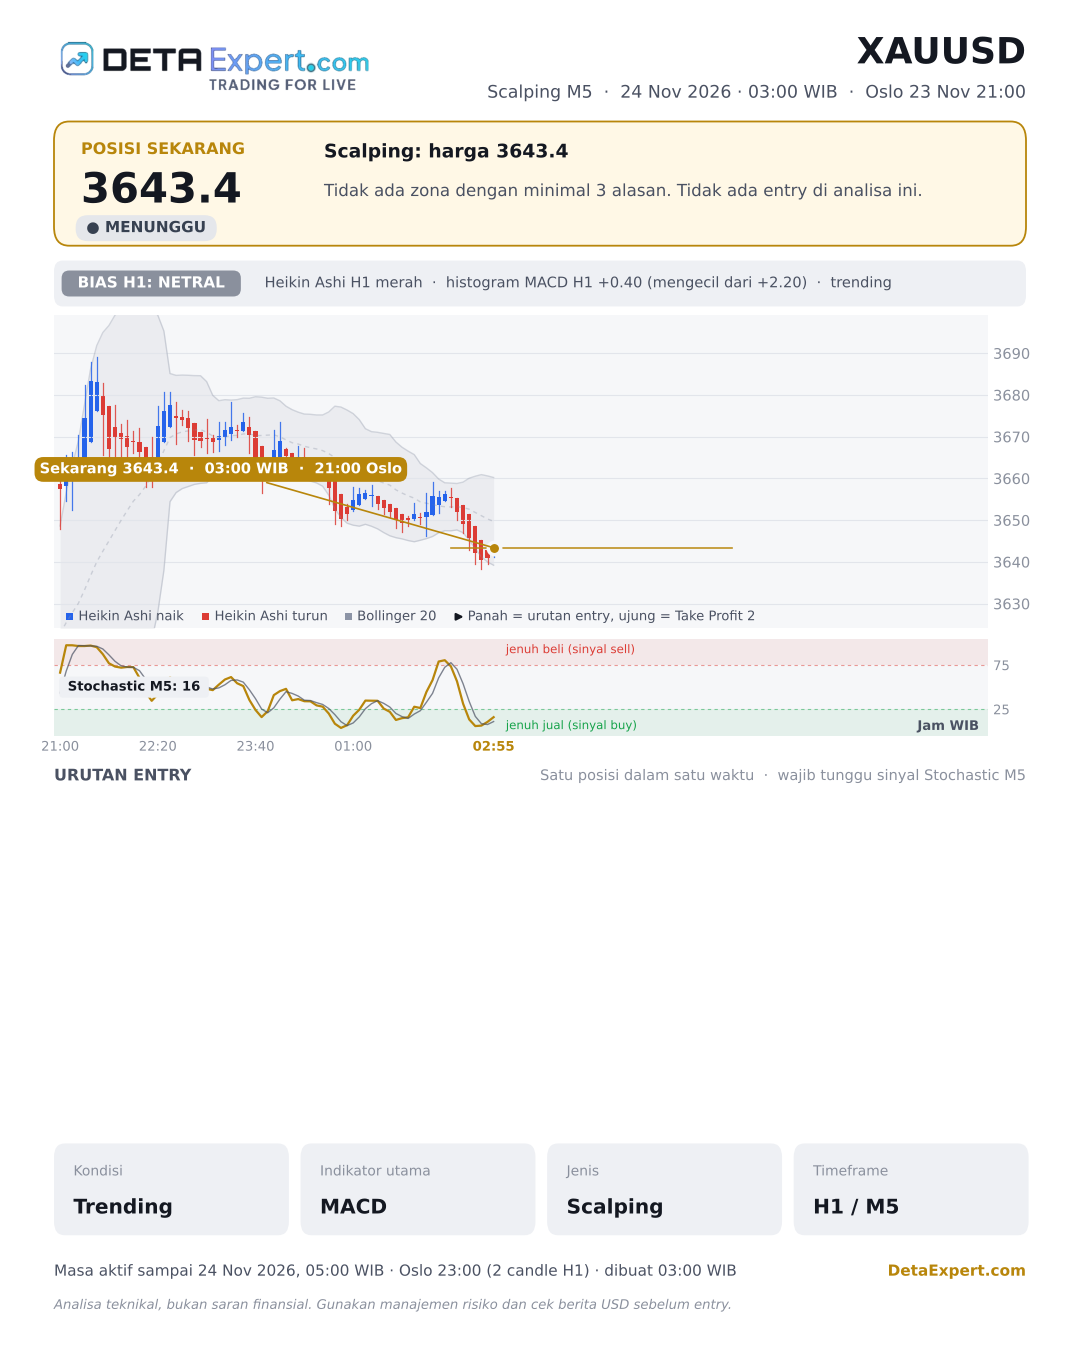 DETA Expert.com
TRADING FOR LIVE
XAUUSD
Scalping M5 · 24 Nov 2026 · 03:00 WIB · Oslo 23 Nov 21:00
POSISI SEKARANG
3643.4
● MENUNGGU
Scalping: harga 3643.4
Tidak ada zona dengan minimal 3 alasan. Tidak ada entry di analisa ini.
BIAS H1: NETRAL
Heikin Ashi H1 merah · histogram MACD H1 +0.40 (mengecil dari +2.20) · trending
3690
3680
3670
3660
3650
3640
3630
Sekarang 3643.4 · 03:00 WIB · 21:00 Oslo
Heikin Ashi naik
Heikin Ashi turun
Bollinger 20
Panah = urutan entry, ujung = Take Profit 2
jenuh beli (sinyal sell)
75
Stochastic M5: 16
25
jenuh jual (sinyal buy)
Jam WIB
21:00 22:20 23:40 01:00 02:55
URUTAN ENTRY
Satu posisi dalam satu waktu · wajib tunggu sinyal Stochastic M5
Kondisi
Trending
Indikator utama
MACD
Jenis
Scalping
Timeframe
H1 / M5
Masa aktif sampai 24 Nov 2026, 05:00 WIB · Oslo 23:00 (2 candle H1) · dibuat 03:00 WIB
DetaExpert.com
Analisa teknikal, bukan saran finansial. Gunakan manajemen risiko dan cek berita USD sebelum entry.